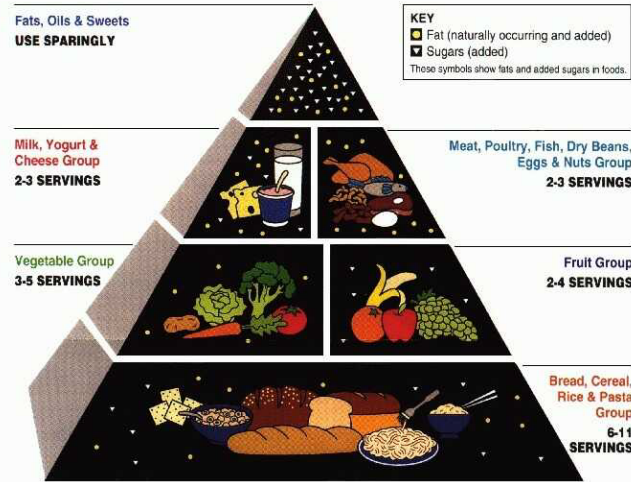 Fats, Oils & Sweets
USE SPARINGLY
KEY
Fat (naturally occurring and added)
Sugars (added)
These symbols show fats and added sugars in foods.
Milk, Yogurt &
Cheese Group
2-3 SERVINGS
Meat, Poultry, Fish, Dry Beans,
Eggs & Nuts Group
2-3 SERVINGS
Vegetable Group
3-5 SERVINGS
Fruit Group
2-4 SERVINGS
Bread, Cereal,
Rice & Pasta
Group
6-11
SERVINGS